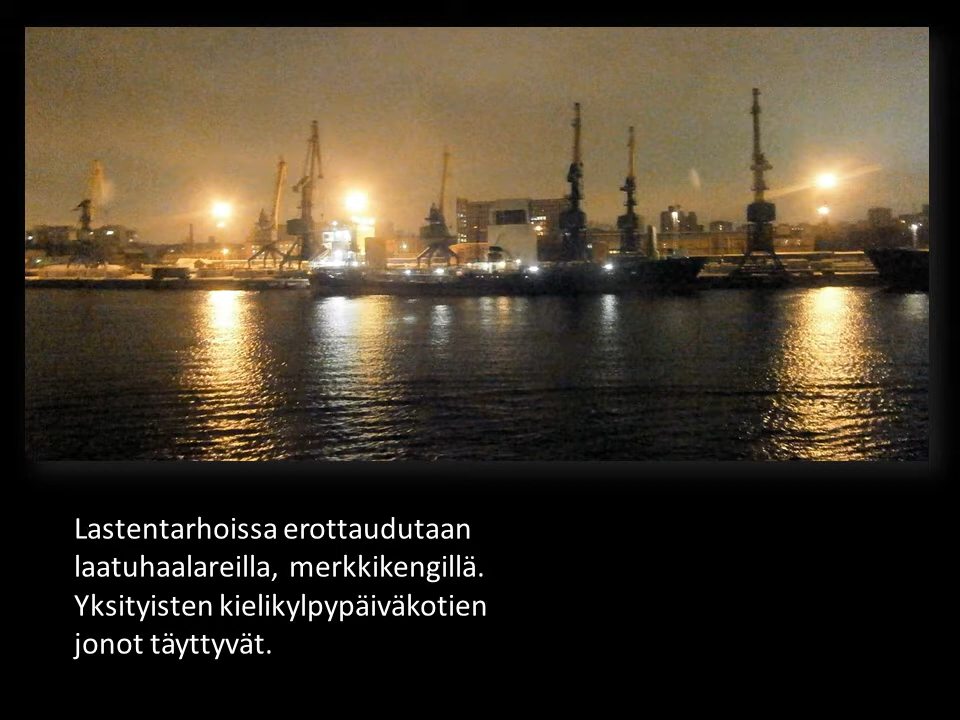 Lastentarhoissa erottaudutaan
laatuhaalareilla, merkkikengillä.
Yksityisten kielikylpypäiväkotien
jonot täyttyvät.